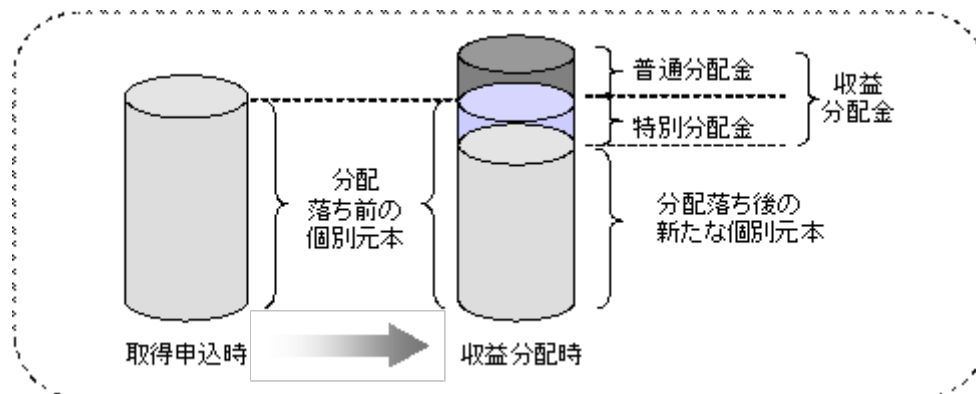 普通分配金
特別分配金
収益
分配金
分配
落ち前の
個別元本
分配落ち後の
新たな個別元本
取得申込時
収益分配時